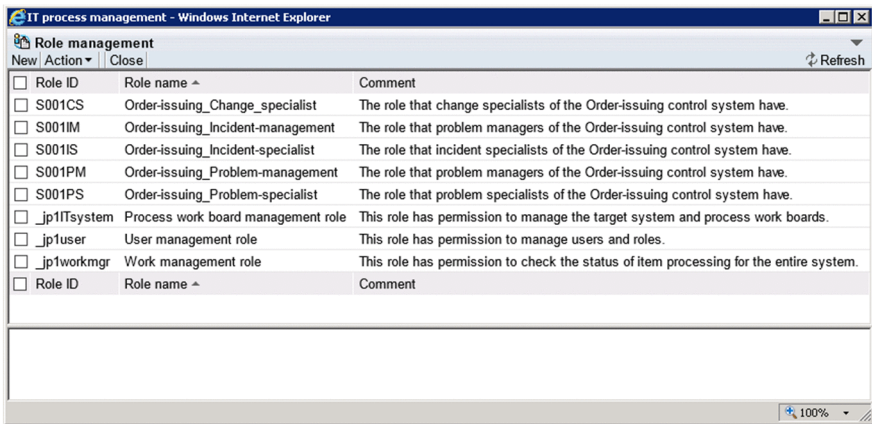 IT process management - Windows Internet Explorer
Role management
New Action Close Refresh
Role ID Role name Comment
S001CS Order-issuing_Change_specialist The role that change specialists of the Order-issuing control system have.
S001IM Order-issuing_Incident-management The role that problem managers of the Order-issuing control system have.
S001IS Order-issuing_Incident-specialist The role that incident specialists of the Order-issuing control system have.
S001PM Order-issuing_Problem-management The role that problem managers of the Order-issuing control system have.
S001PS Order-issuing_Problem-specialist The role that problem specialists of the Order-issuing control system have.
_jp1ITsystem Process work board management role This role has permission to manage the target system and process work boards.
_jp1user User management role This role has permission to manage users and roles.
_jp1workmgr Work management role This role has permission to check the status of item processing for the entire system.
Role ID Role name Comment
100%